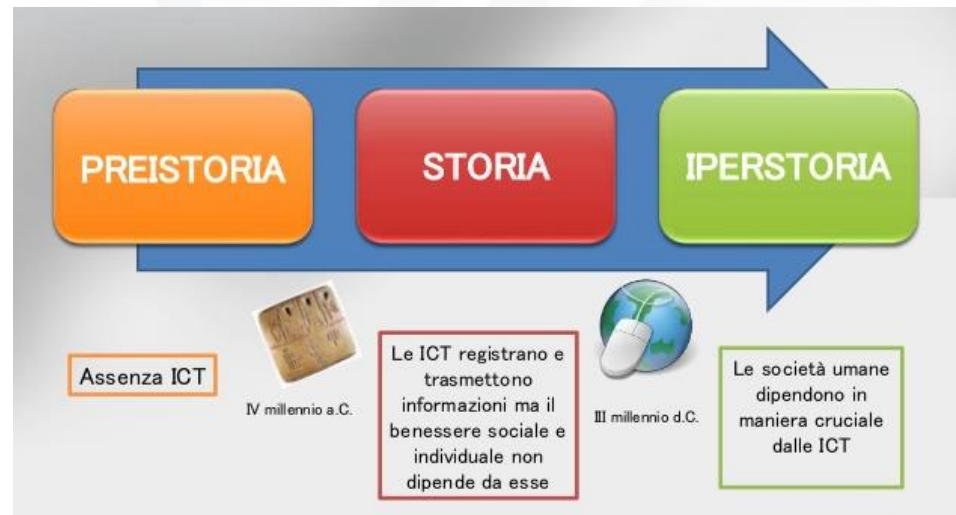 PREISTORIA
STORIA
IPERSTORIA
Assenza ICT
IV millennio a.C.
Le ICT registrano e
trasmettono
informazioni ma il
benessere sociale e
individuale non
dipende da esse
III millennio d.C.
Le società umane
dipendono in
maniera cruciale
dalle ICT